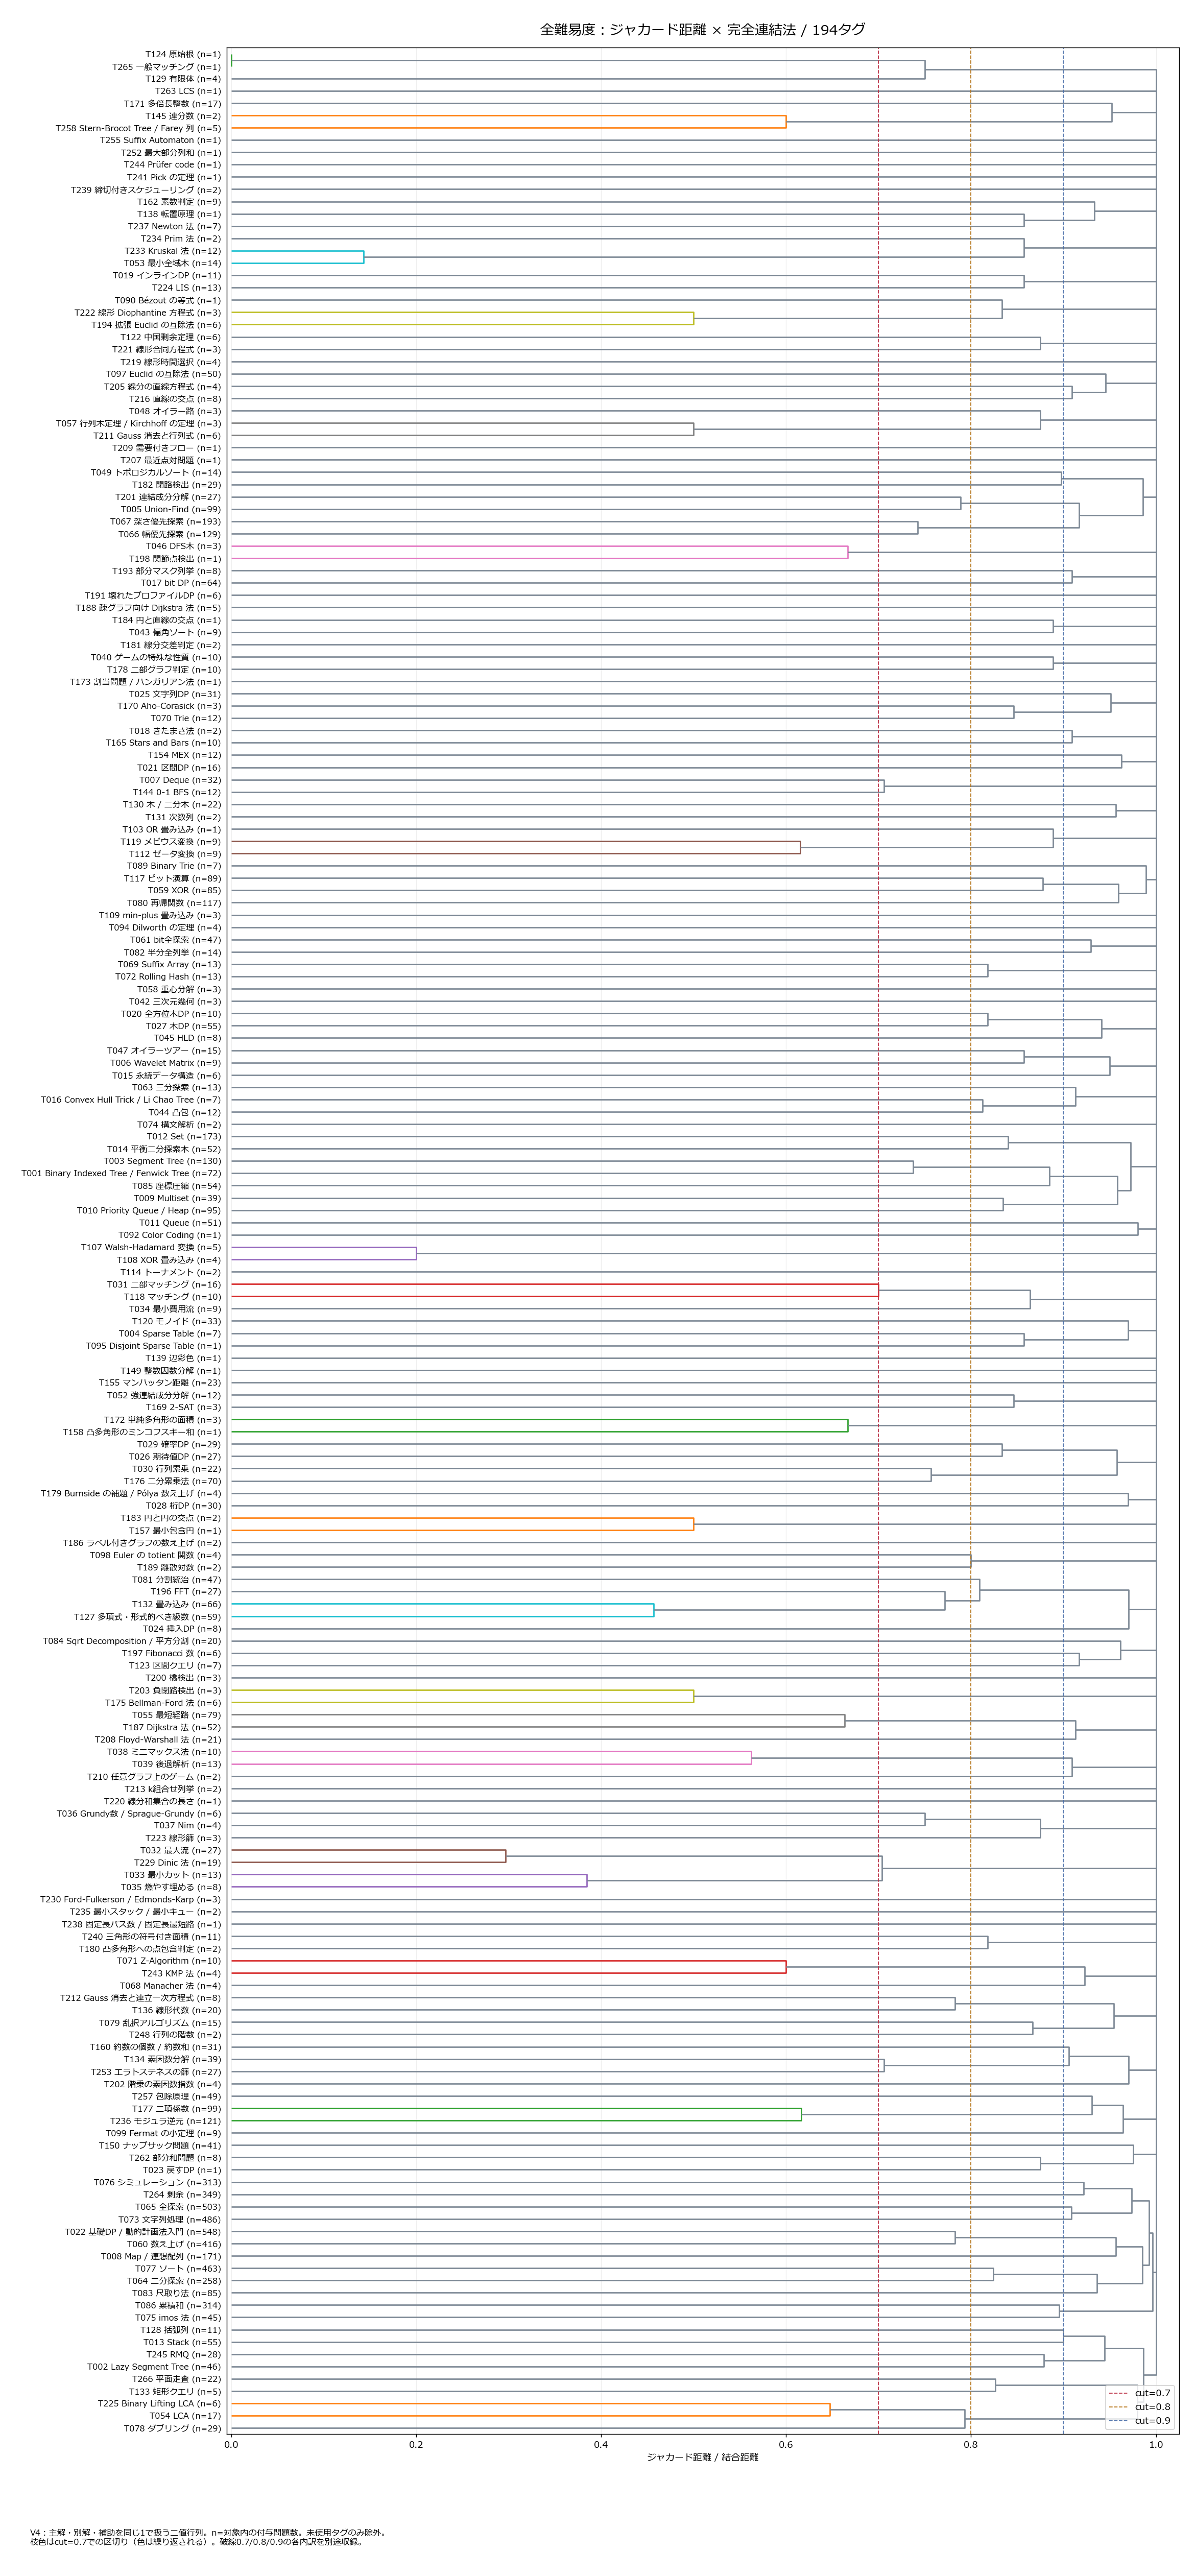 全難易度：ジャカード距離 × 完全連結法 / 194タグ
T124 原始根 (n=1)
T265 一般マッチング (n=1)
T129 有限体 (n=4)
T263 LCS (n=1)
T171 多倍長整数 (n=17)
T145 連分数 (n=2)
T258 Stern-Brocot Tree / Farey 列 (n=5)
T255 Suffix Automaton (n=1)
T252 最大部分列和 (n=1)
T244 Prüfer code (n=1)
T241 Pick の定理 (n=1)
T239 締切付きスケジューリング (n=2)
T162 素数判定 (n=9)
T138 転置原理 (n=1)
T237 Newton 法 (n=7)
T234 Prim 法 (n=2)
T233 Kruskal 法 (n=12)
T053 最小全域木 (n=14)
T019 インラインDP (n=11)
T224 LIS (n=13)
T090 Bézout の等式 (n=1)
T222 線形 Diophantine 方程式 (n=3)
T194 拡張 Euclid の互除法 (n=6)
T122 中国剰余定理 (n=6)
T221 線形合同方程式 (n=3)
T219 線形時間選択 (n=4)
T097 Euclid の互除法 (n=50)
T205 線分の直線方程式 (n=4)
T216 直線の交点 (n=8)
T048 オイラー路 (n=3)
T057 行列木定理 / Kirchhoff の定理 (n=3)
T211 Gauss 消去と行列式 (n=6)
T209 需要付きフロー (n=1)
T207 最近点対問題 (n=1)
T049 トポロジカルソート (n=14)
T182 閉路検出 (n=29)
T201 連結成分分解 (n=27)
T005 Union-Find (n=99)
T067 深さ優先探索 (n=193)
T066 幅優先探索 (n=129)
T046 DFS木 (n=3)
T198 関節点検出 (n=1)
T193 部分マスク列挙 (n=8)
T017 bit DP (n=64)
T191 壊れたプロファイルDP (n=6)
T188 疎グラフ向け Dijkstra 法 (n=5)
T184 円と直線の交点 (n=1)
T043 偏角ソート (n=9)
T181 線分交差判定 (n=2)
T040 ゲームの特殊な性質 (n=10)
T178 二部グラフ判定 (n=10)
T173 割当問題 / ハンガリアン法 (n=1)
T025 文字列DP (n=31)
T170 Aho-Corasick (n=3)
T070 Trie (n=12)
T018 きたまさ法 (n=2)
T165 Stars and Bars (n=10)
T154 MEX (n=12)
T021 区間DP (n=16)
T007 Deque (n=32)
T144 0-1 BFS (n=12)
T130 木 / 二分木 (n=22)
T131 次数列 (n=2)
T103 OR 畳み込み (n=1)
T119 メビウス変換 (n=9)
T112 ゼータ変換 (n=9)
T089 Binary Trie (n=7)
T117 ビット演算 (n=89)
T059 XOR (n=85)
T080 再帰関数 (n=117)
T109 min-plus 畳み込み (n=3)
T094 Dilworth の定理 (n=4)
T061 bit全探索 (n=47)
T082 半分全列挙 (n=14)
T069 Suffix Array (n=13)
T072 Rolling Hash (n=13)
T058 重心分解 (n=3)
T042 三次元幾何 (n=3)
T020 全方位木DP (n=10)
T027 木DP (n=55)
T045 HLD (n=8)
T047 オイラーツアー (n=15)
T006 Wavelet Matrix (n=9)
T015 永続データ構造 (n=6)
T063 三分探索 (n=13)
T016 Convex Hull Trick / Li Chao Tree (n=7)
T044 凸包 (n=12)
T074 構文解析 (n=2)
T012 Set (n=173)
T014 平衡二分探索木 (n=52)
T003 Segment Tree (n=130)
T001 Binary Indexed Tree / Fenwick Tree (n=72)
T085 座標圧縮 (n=54)
T009 Multiset (n=39)
T010 Priority Queue / Heap (n=95)
T011 Queue (n=51)
T092 Color Coding (n=1)
T107 Walsh-Hadamard 変換 (n=5)
T108 XOR 畳み込み (n=4)
T114 トーナメント (n=2)
T031 二部マッチング (n=16)
T118 マッチング (n=10)
T034 最小費用流 (n=9)
T120 モノイド (n=33)
T004 Sparse Table (n=7)
T095 Disjoint Sparse Table (n=1)
T139 辺彩色 (n=1)
T149 整数因数分解 (n=1)
T155 マンハッタン距離 (n=23)
T052 強連結成分分解 (n=12)
T169 2-SAT (n=3)
T172 単純多角形の面積 (n=3)
T158 凸多角形のミンコフスキー和 (n=1)
T029 確率DP (n=29)
T026 期待値DP (n=27)
T030 行列累乗 (n=22)
T176 二分累乗法 (n=70)
T179 Burnside の補題 / Pólya 数え上げ (n=4)
T028 桁DP (n=30)
T183 円と円の交点 (n=2)
T157 最小包含円 (n=1)
T186 ラベル付きグラフの数え上げ (n=2)
T098 Euler の totient 関数 (n=4)
T189 離散対数 (n=2)
T081 分割統治 (n=47)
T196 FFT (n=27)
T132 畳み込み (n=66)
T127 多項式・形式的べき級数 (n=59)
T024 挿入DP (n=8)
T084 Sqrt Decomposition / 平方分割 (n=20)
T197 Fibonacci 数 (n=6)
T123 区間クエリ (n=7)
T200 橋検出 (n=3)
T203 負閉路検出 (n=3)
T175 Bellman-Ford 法 (n=6)
T055 最短経路 (n=79)
T187 Dijkstra 法 (n=52)
T208 Floyd-Warshall 法 (n=21)
T038 ミニマックス法 (n=10)
T039 後退解析 (n=13)
T210 任意グラフ上のゲーム (n=2)
T213 k組合せ列挙 (n=2)
T220 線分和集合の長さ (n=1)
T036 Grundy数 / Sprague-Grundy (n=6)
T037 Nim (n=4)
T223 線形篩 (n=3)
T032 最大流 (n=27)
T229 Dinic 法 (n=19)
T033 最小カット (n=13)
T035 燃やす埋める (n=8)
T230 Ford-Fulkerson / Edmonds-Karp (n=3)
T235 最小スタック / 最小キュー (n=2)
T238 固定長パス数 / 固定長最短路 (n=1)
T240 三角形の符号付き面積 (n=11)
T180 凸多角形への点包含判定 (n=2)
T071 Z-Algorithm (n=10)
T243 KMP 法 (n=4)
T068 Manacher 法 (n=4)
T212 Gauss 消去と連立一次方程式 (n=8)
T136 線形代数 (n=20)
T079 乱択アルゴリズム (n=15)
T248 行列の階数 (n=2)
T160 約数の個数 / 約数和 (n=31)
T134 素因数分解 (n=39)
T253 エラトステネスの篩 (n=27)
T202 階乗の素因数指数 (n=4)
T257 包除原理 (n=49)
T177 二項係数 (n=99)
T236 モジュラ逆元 (n=121)
T099 Fermat の小定理 (n=9)
T150 ナップサック問題 (n=41)
T262 部分和問題 (n=8)
T023 戻すDP (n=1)
T076 シミュレーション (n=313)
T264 剰余 (n=349)
T065 全探索 (n=503)
T073 文字列処理 (n=486)
T022 基礎DP / 動的計画法入門 (n=548)
T060 数え上げ (n=416)
T008 Map / 連想配列 (n=171)
T077 ソート (n=463)
T064 二分探索 (n=258)
T083 尺取り法 (n=85)
T086 累積和 (n=314)
T075 imos 法 (n=45)
T128 括弧列 (n=11)
T013 Stack (n=55)
T245 RMQ (n=28)
T002 Lazy Segment Tree (n=46)
T266 平面走査 (n=22)
T133 矩形クエリ (n=5)
T225 Binary Lifting LCA (n=6)
T054 LCA (n=17)
T078 ダブリング (n=29)
cut=0.7
cut=0.8
cut=0.9
0.0 0.2 0.4 0.6 0.8 1.0
ジャカード距離 / 結合距離
V4：主解・別解・補助を同じ1で扱う二値行列。n=対象内の付与問題数。未使用タグのみ除外。
枝色はcut=0.7での区切り（色は繰り返される）。破線0.7/0.8/0.9の各内訳を別途収録。